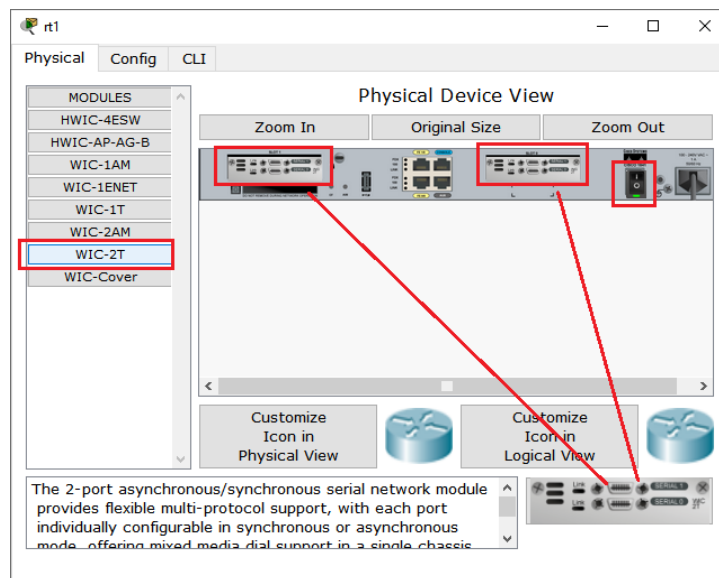 rt1
Physical
Config
CLI
MODULES
HWIC-4ESW
HWIC-AP-AG-B
WIC-1AM
WIC-1ENET
WIC-1T
WIC-2AM
WIC-2T
WIC-Cover
Physical Device View
Zoom In
Original Size
Zoom Out
Customize
Icon in
Physical View
Customize
Icon in
Logical View
The 2-port asynchronous/synchronous serial network module
provides flexible multi-protocol support, with each port
individually configurable in synchronous or asynchronous
mode, offering mixed media dial support in a single chassis
Link
SERIAL 1
Link
SERIAL 0
WIC
2T